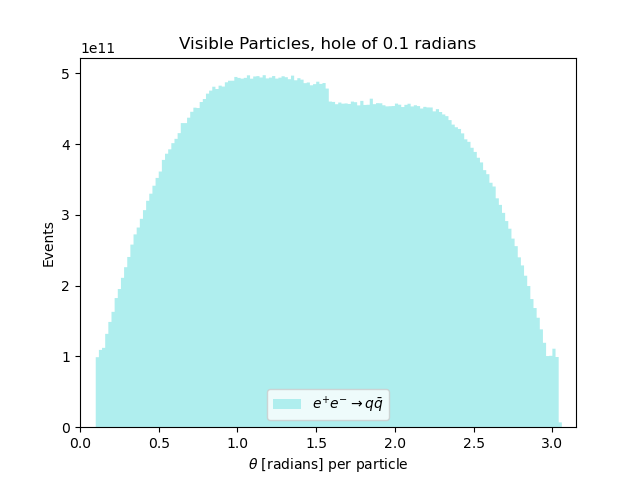 Visible Particles, hole of 0.1 radians
1e11
5
4
3
2
1
0
Events
e⁺e⁻ → qq̄
0.0 0.5 1.0 1.5 2.0 2.5 3.0
θ [radians] per particle